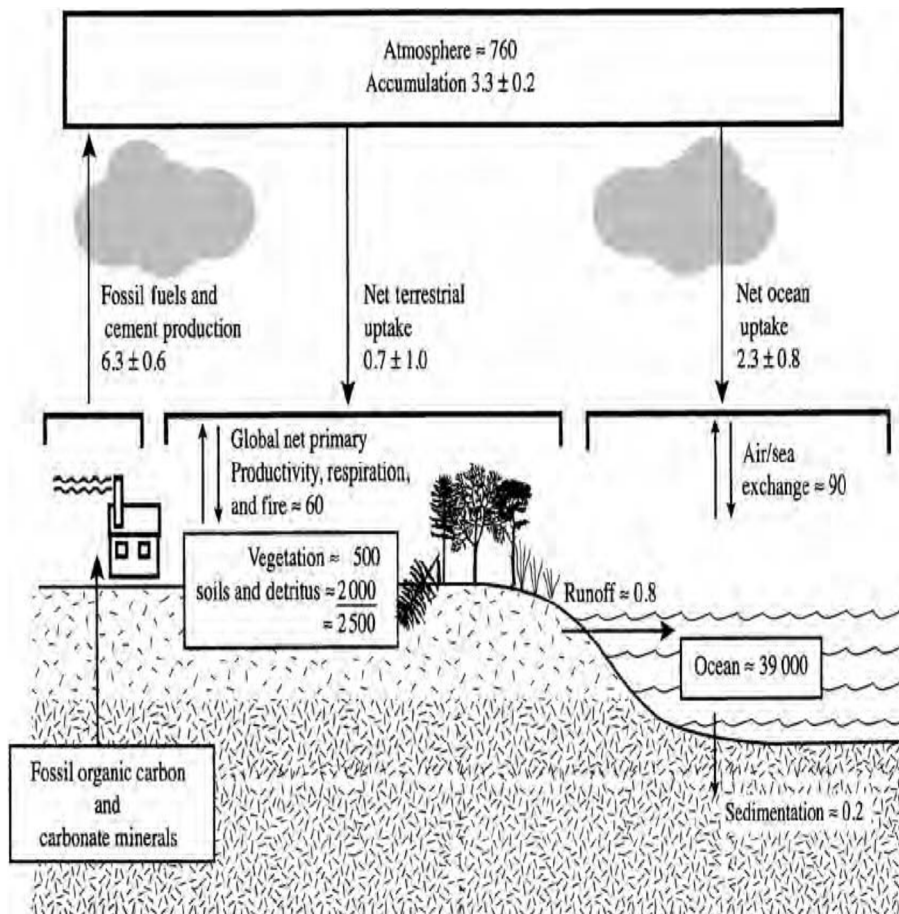 Atmosphere ≈ 760
Accumulation 3.3 ± 0.2
Fossil fuels and
cement production
6.3 ± 0.6
Net terrestrial
uptake
0.7 ± 1.0
Net ocean
uptake
2.3 ± 0.8
Global net primary
Productivity, respiration,
and fire ≈ 60
Air/sea
exchange ≈ 90
Vegetation ≈ 500
soils and detritus ≈ 2 000
≈ 2 500
Runoff ≈ 0.8
Ocean ≈ 39 000
Fossil organic carbon
and
carbonate minerals
Sedimentation ≈ 0.2